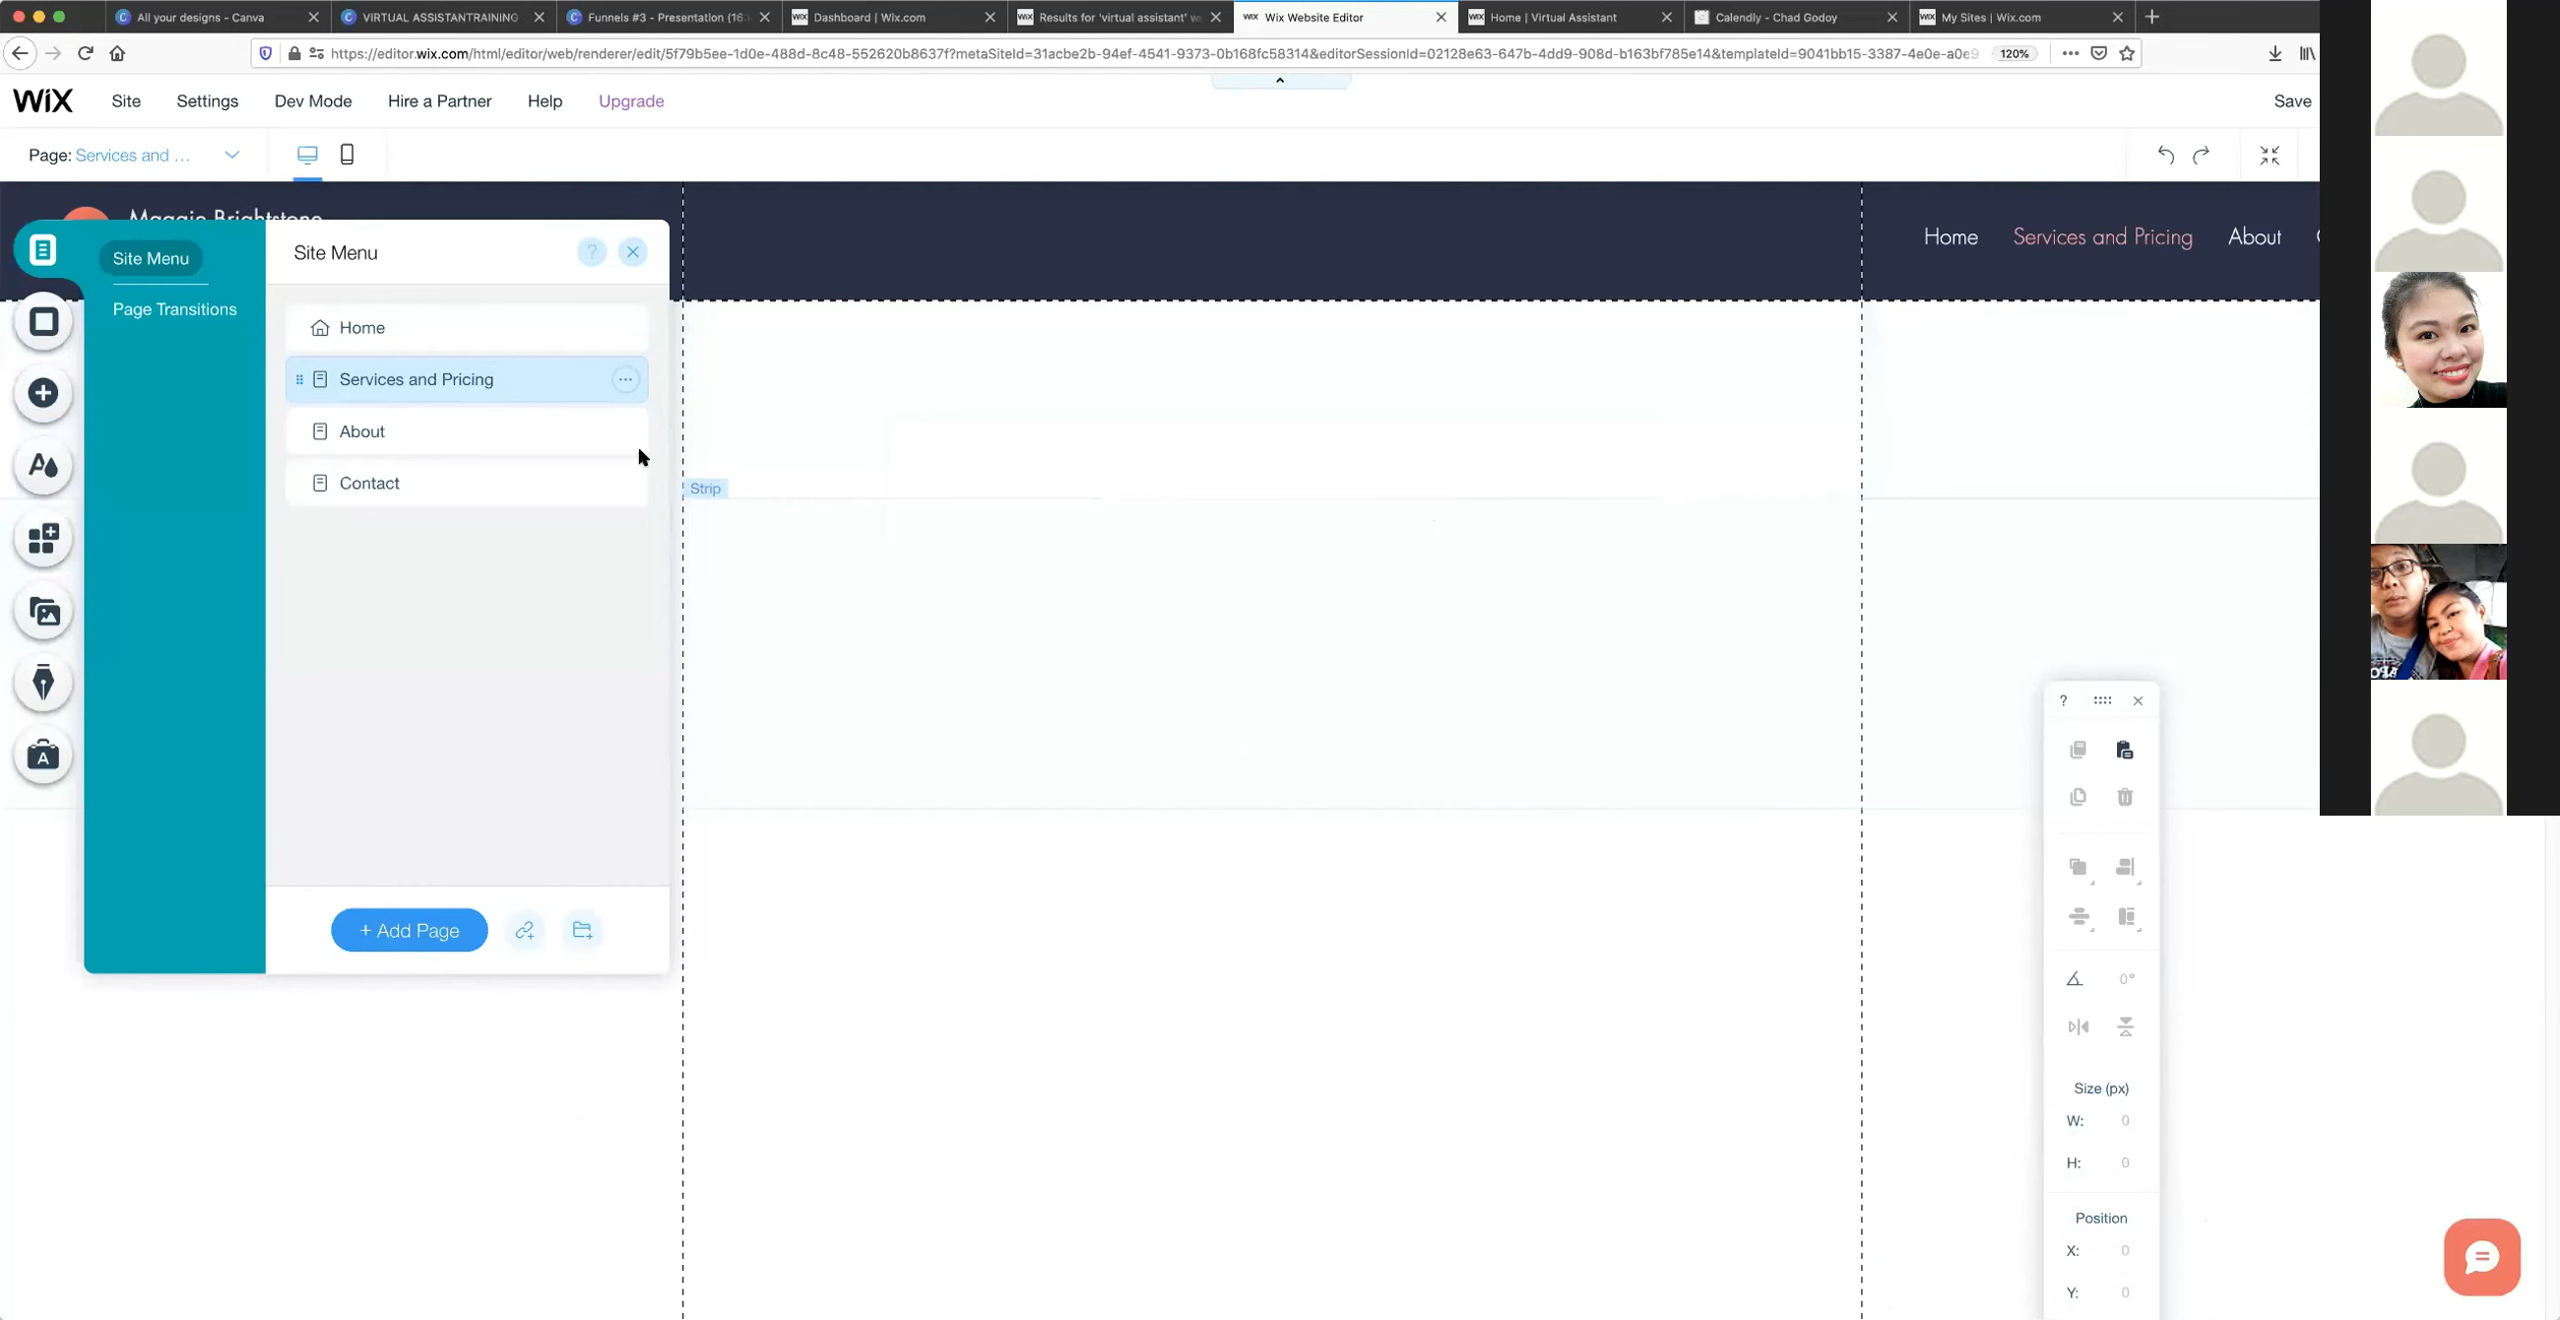 All your designs - Canva
VIRTUAL ASSISTANTRAINING
Funnels #3 - Presentation (16:
Dashboard | Wix.com
Results for 'virtual assistant' w
Wix Website Editor
Home | Virtual Assistant
Calendly - Chad Godoy
My Sites | Wix.com
https://editor.wix.com/html/editor/web/renderer/edit/5f79b5ee-1d0e-488d-8c48-552620b8637f?metaSiteId=31acbe2b-94ef-4541-9373-0b168fc58314&editorSessionId=02128e63-647b-4dd9-908d-b163bf785e14&templateId=9041bb15-3387-4e0e-a0e9
120%
WiX
Site
Settings
Dev Mode
Hire a Partner
Help
Upgrade
Save
Page: Services and ...
Maggie Brightstone
Home
Services and Pricing
About
Site Menu
Page Transitions
Site Menu
?
Home
Services and Pricing
About
Contact
+ Add Page
Strip
?
0°
Size (px)
W: 0
H: 0
Position
X: 0
Y: 0